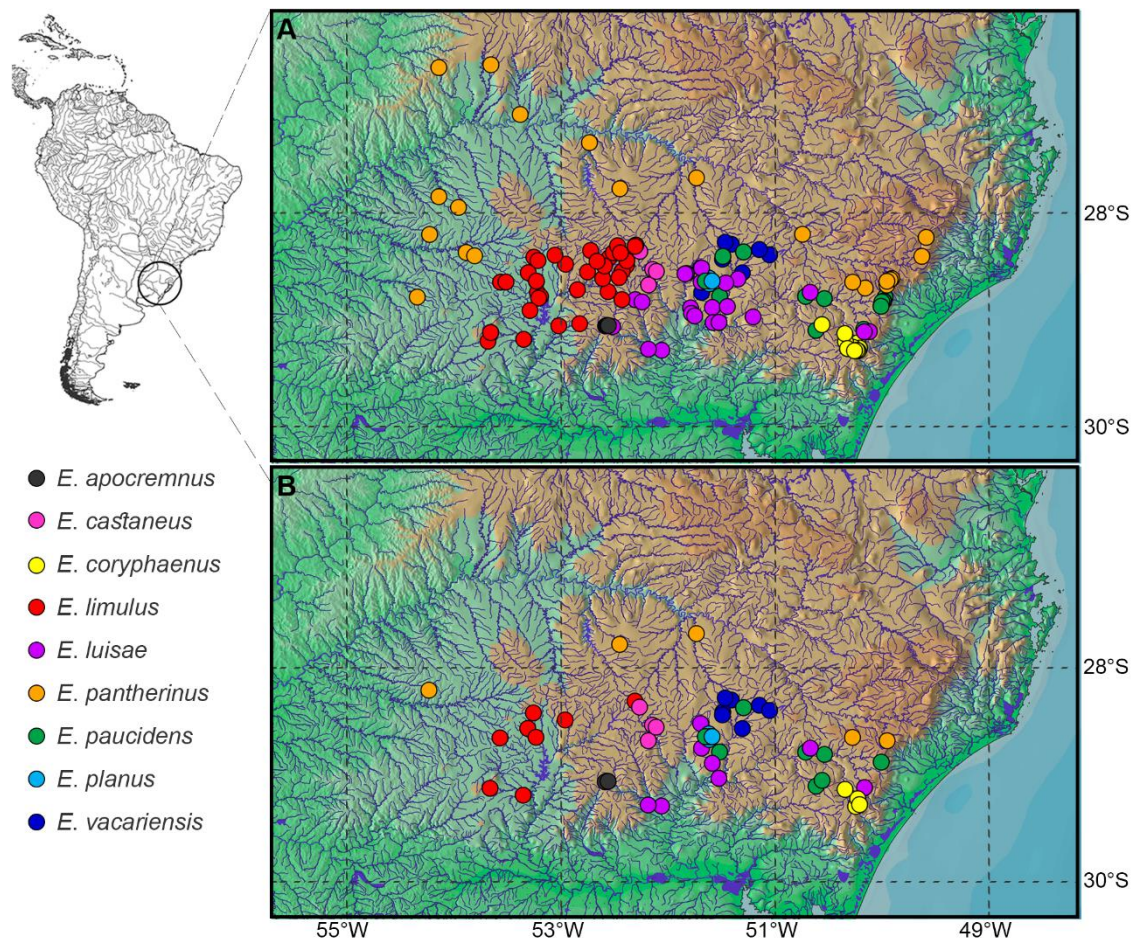 A
28°S
30°S
E. apocremnus
E. castaneus
E. coryphaenus
E. limulus
E. luisae
E. pantherinus
E. paucidens
E. planus
E. vacariensis
B
28°S
30°S
55°W 53°W 51°W 49°W